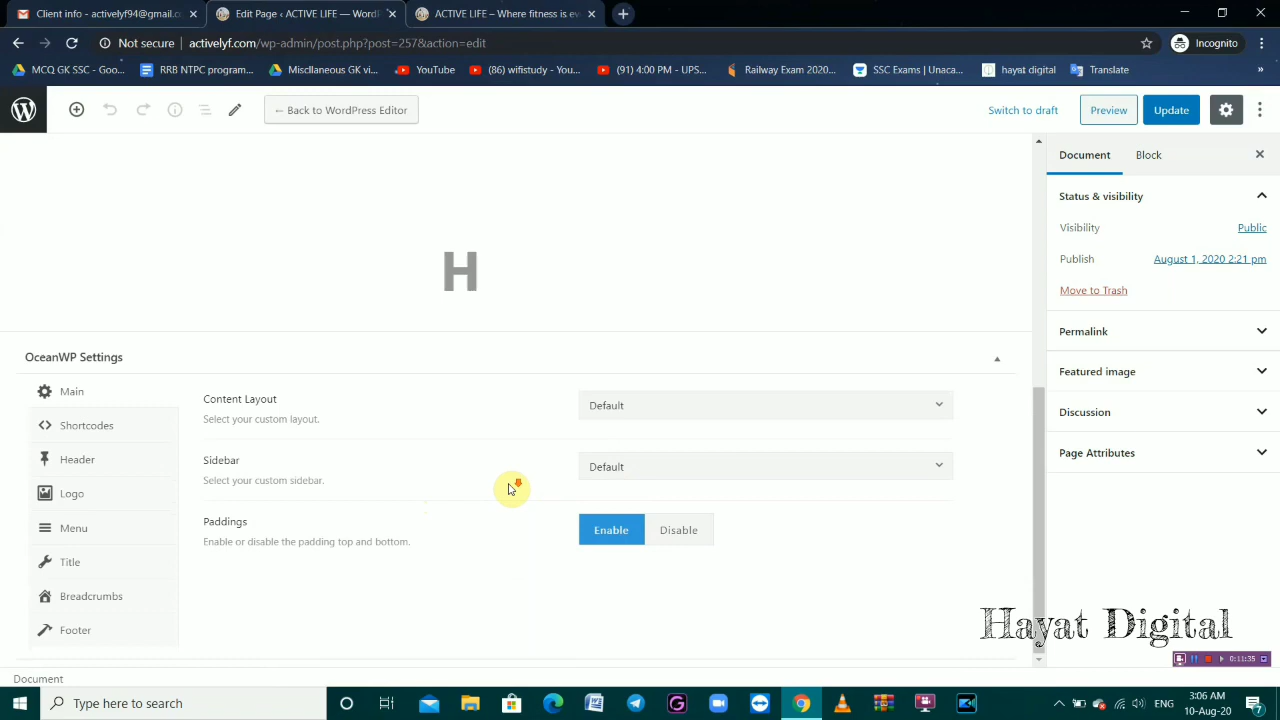 Client info - activelyf94@gmail.c
Edit Page ‹ ACTIVE LIFE — WordP
ACTIVE LIFE – Where fitness is ev
Not secure
activelyf.com/wp-admin/post.php?post=257&action=edit
Incognito
MCQ GK SSC - Goo...
RRB NTPC program...
Miscllaneous GK vi...
YouTube
(86) wifistudy - You...
(91) 4:00 PM - UPS...
Railway Exam 2020...
SSC Exams | Unaca...
hayat digital
Translate
»
← Back to WordPress Editor
Switch to draft
Preview
Update
Document
Block
Status & visibility
Visibility
Public
Publish
August 1, 2020 2:21 pm
Move to Trash
Permalink
Featured image
Discussion
Page Attributes
H
OceanWP Settings
Main
Shortcodes
Header
Logo
Menu
Title
Breadcrumbs
Footer
Content Layout
Select your custom layout.
Default
Sidebar
Select your custom sidebar.
Default
Paddings
Enable or disable the padding top and bottom.
Enable
Disable
Hayat Digital
0:11:35
Document
Type here to search
ENG
3:06 AM
10-Aug-20
7